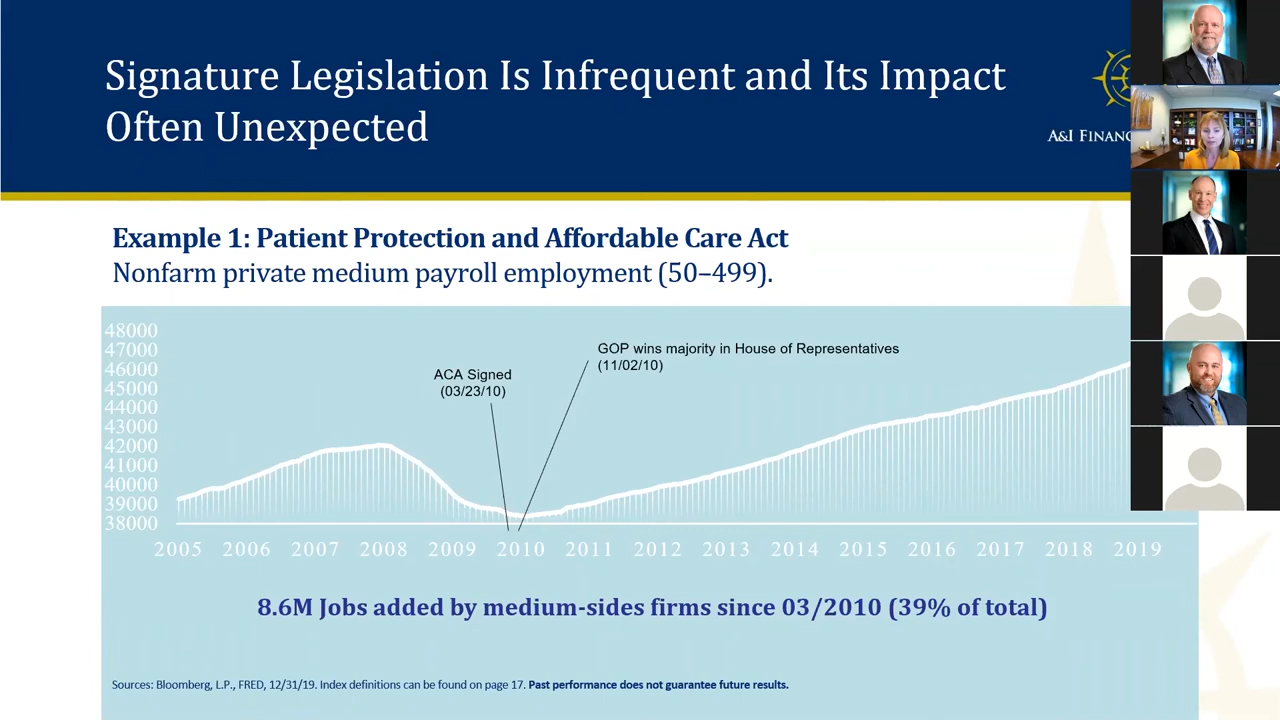 Signature Legislation Is Infrequent and Its Impact
Often Unexpected
A&I
Example 1: Patient Protection and Affordable Care Act
Nonfarm private medium payroll employment (50–499).
48000
47000
46000
45000
44000
43000
42000
41000
40000
39000
38000
ACA Signed
(03/23/10)
GOP wins majority in House of Representatives
(11/02/10)
2005 2006 2007 2008 2009 2010 2011 2012 2013 2014 2015 2016 2017 2018 2019
8.6M Jobs added by medium-sides firms since 03/2010 (39% of total)
Sources: Bloomberg, L.P., FRED, 12/31/19. Index definitions can be found on page 17. Past performance does not guarantee future results.